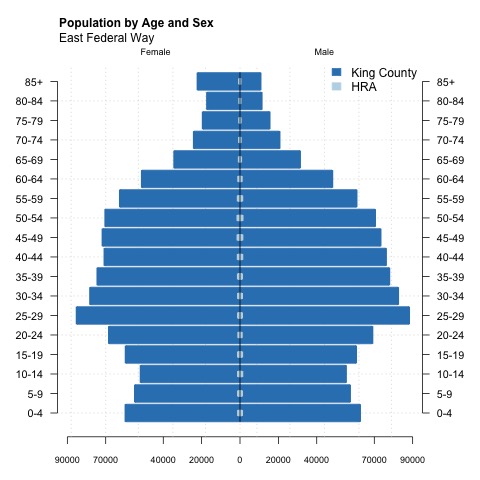 Population by Age and Sex
East Federal Way
Female
Male
King County
HRA
85+ 85+
80-84 80-84
75-79 75-79
70-74 70-74
65-69 65-69
60-64 60-64
55-59 55-59
50-54 50-54
45-49 45-49
40-44 40-44
35-39 35-39
30-34 30-34
25-29 25-29
20-24 20-24
15-19 15-19
10-14 10-14
5-9 5-9
0-4 0-4
90000 70000 40000 20000 0 20000 40000 70000 90000